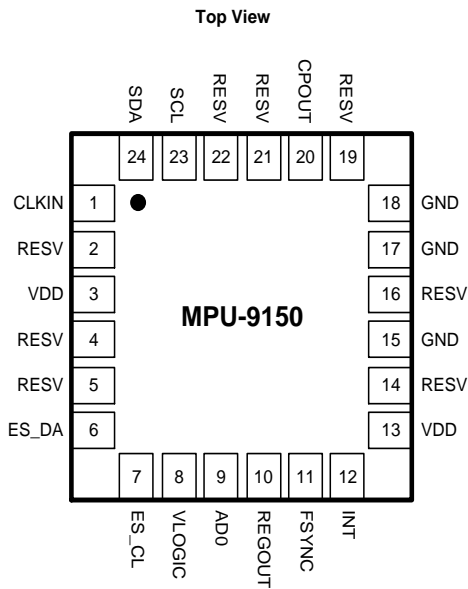 Top View
SDA
SCL
RESV
RESV
CPOUT
RESV
24
23
22
21
20
19
CLKIN 1
RESV 2
VDD 3
RESV 4
RESV 5
ES_DA 6
MPU-9150
18 GND
17 GND
16 RESV
15 GND
14 RESV
13 VDD
7
8
9
10
11
12
ES_CL
VLOGIC
AD0
REGOUT
FSYNC
INT